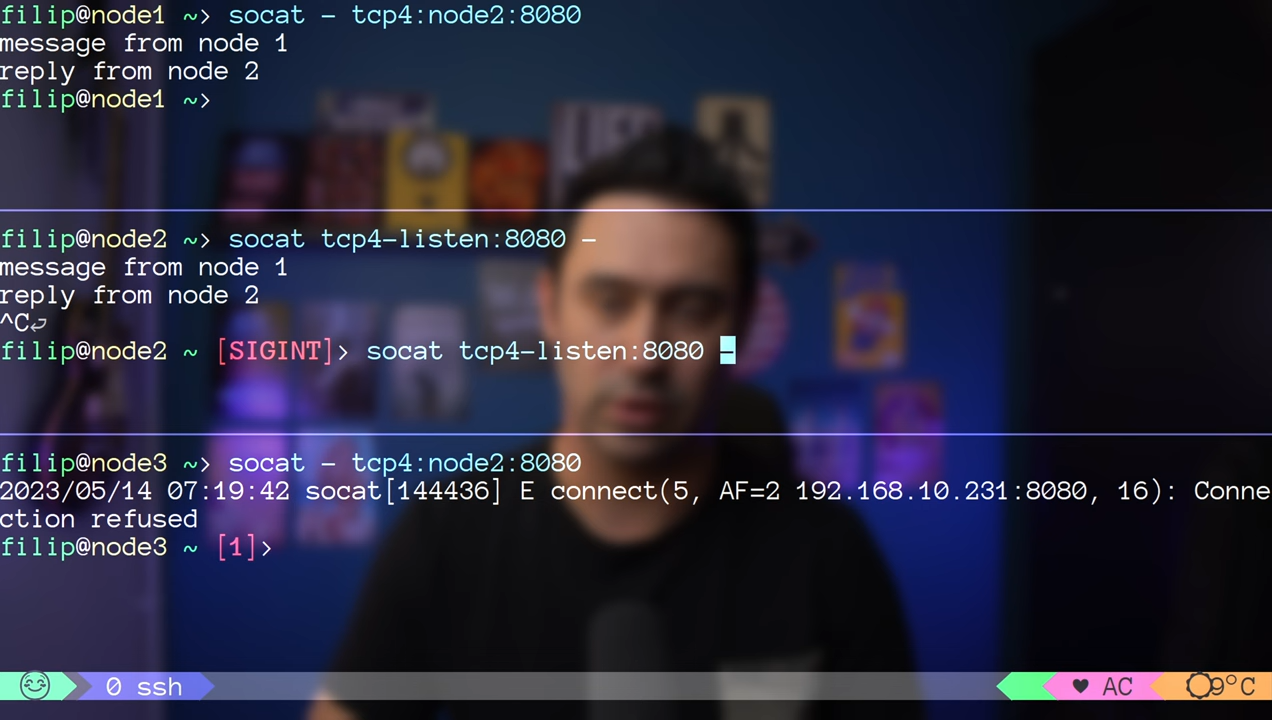 filip@node1 ~> socat - tcp4:node2:8080
message from node 1
reply from node 2
filip@node1 ~>
filip@node2 ~> socat tcp4-listen:8080 -
message from node 1
reply from node 2
^C⏎
filip@node2 ~ [SIGINT]> socat tcp4-listen:8080 -
filip@node3 ~> socat - tcp4:node2:8080
2023/05/14 07:19:42 socat[144436] E connect(5, AF=2 192.168.10.231:8080, 16): Conne
ction refused
filip@node3 ~ [1]>
0 ssh ♥ AC 9°C